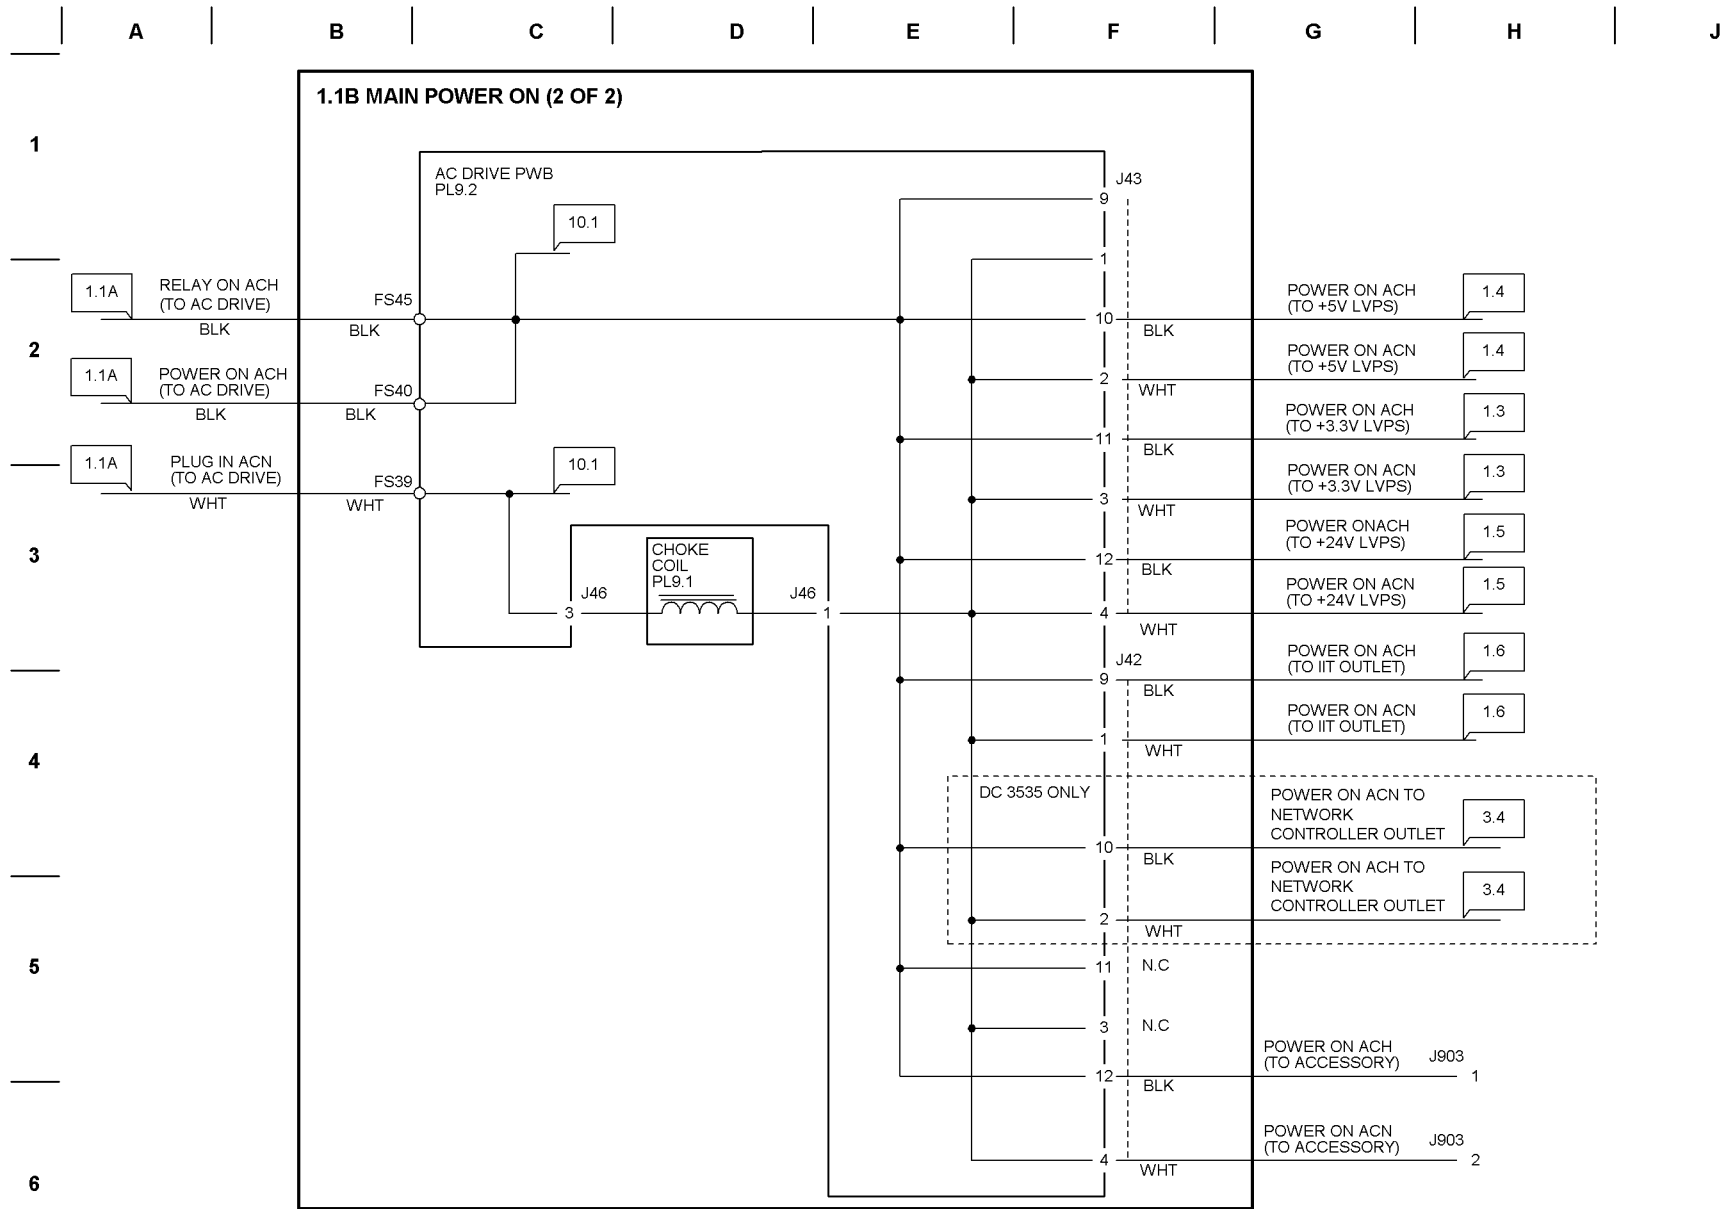 A B C D E F G H J
1.1B MAIN POWER ON (2 OF 2)
1
AC DRIVE PWB
PL9.2
J43
9
10.1
1
1.1A
RELAY ON ACH
(TO AC DRIVE)
BLK
BLK
FS45
10
BLK
POWER ON ACH
(TO +5V LVPS)
1.4
2
1.1A
POWER ON ACH
(TO AC DRIVE)
BLK
BLK
FS40
2
WHT
POWER ON ACN
(TO +5V LVPS)
1.4
11
BLK
POWER ON ACH
(TO +3.3V LVPS)
1.3
1.1A
PLUG IN ACN
(TO AC DRIVE)
WHT
WHT
FS39
10.1
3
WHT
POWER ON ACN
(TO +3.3V LVPS)
1.3
3
CHOKE
COIL
PL9.1
J46
3
J46
1
12
BLK
POWER ONACH
(TO +24V LVPS)
1.5
4
WHT
POWER ON ACN
(TO +24V LVPS)
1.5
J42
9
BLK
POWER ON ACH
(TO IIT OUTLET)
1.6
1
WHT
POWER ON ACN
(TO IIT OUTLET)
1.6
4
DC 3535 ONLY
10
BLK
POWER ON ACN TO
NETWORK
CONTROLLER OUTLET
3.4
2
WHT
POWER ON ACH TO
NETWORK
CONTROLLER OUTLET
3.4
5
11
N.C
3
N.C
12
BLK
POWER ON ACH
(TO ACCESSORY)
J903
1
4
WHT
POWER ON ACN
(TO ACCESSORY)
J903
2
6